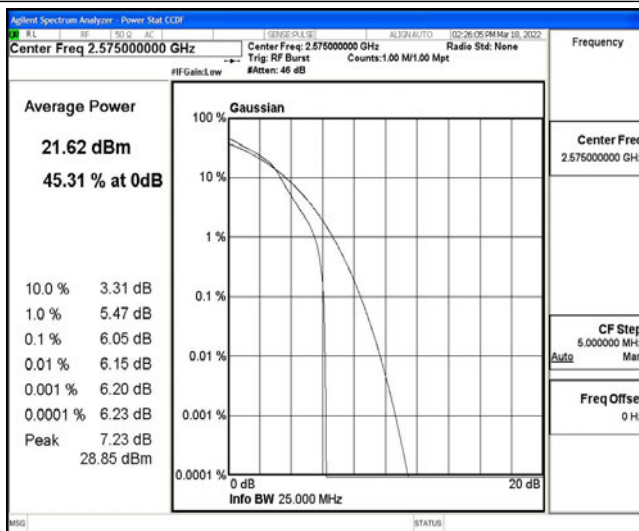 Agilent Spectrum Analyzer - Power Stat CCDF
RL RF 50 Ω AC SENSE:PULSE ALIGNAUTO 02:26:05 PM Mar 18, 2022
Center Freq 2.575000000 GHz
Center Freq: 2.575000000 GHz Radio Std: None
Trig: RF Burst Counts:1.00 M/1.00 Mpt
#IFGain:Low #Atten: 46 dB
Frequency
Average Power
21.62 dBm
45.31 % at 0dB
10.0 % 3.31 dB
1.0 % 5.47 dB
0.1 % 6.05 dB
0.01 % 6.15 dB
0.001 % 6.20 dB
0.0001 % 6.23 dB
Peak 7.23 dB
28.85 dBm
Gaussian
100 %
10 %
1 %
0.1 %
0.01 %
0.001 %
0.0001 %
0 dB 20 dB
Info BW 25.000 MHz
Center Freq
2.575000000 GHz
CF Step
5.000000 MHz
Auto Man
Freq Offset
0 Hz
MSG STATUS